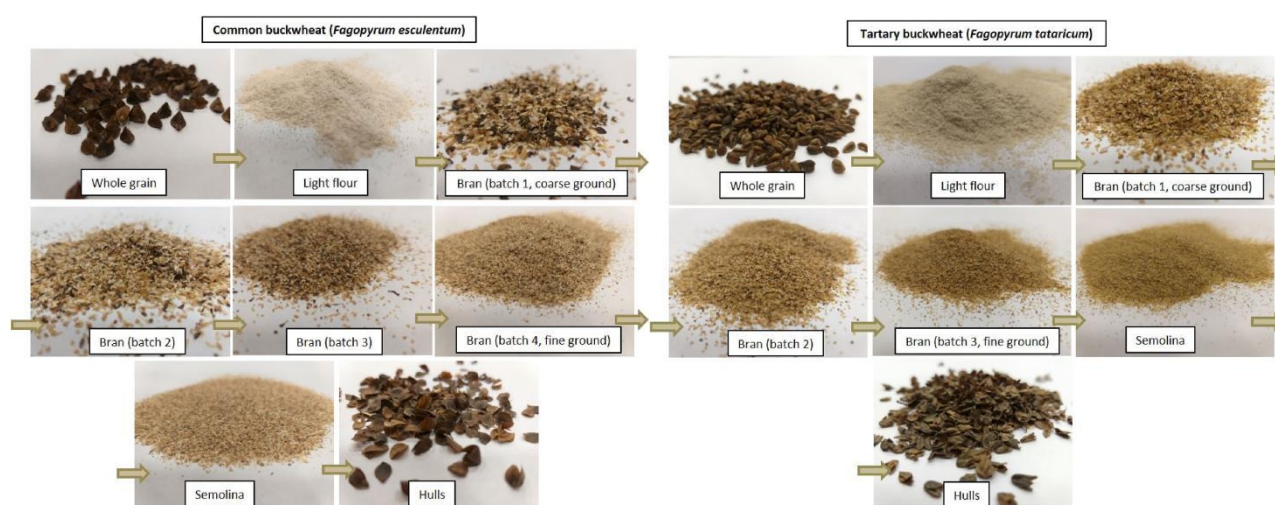 Common buckwheat (Fagopyrum esculentum)
Whole grain
Light flour
Bran (batch 1, coarse ground)
Bran (batch 2)
Bran (batch 3)
Bran (batch 4, fine ground)
Semolina
Hulls
Tartary buckwheat (Fagopyrum tataricum)
Whole grain
Light flour
Bran (batch 1, coarse ground)
Bran (batch 2)
Bran (batch 3, fine ground)
Semolina
Hulls